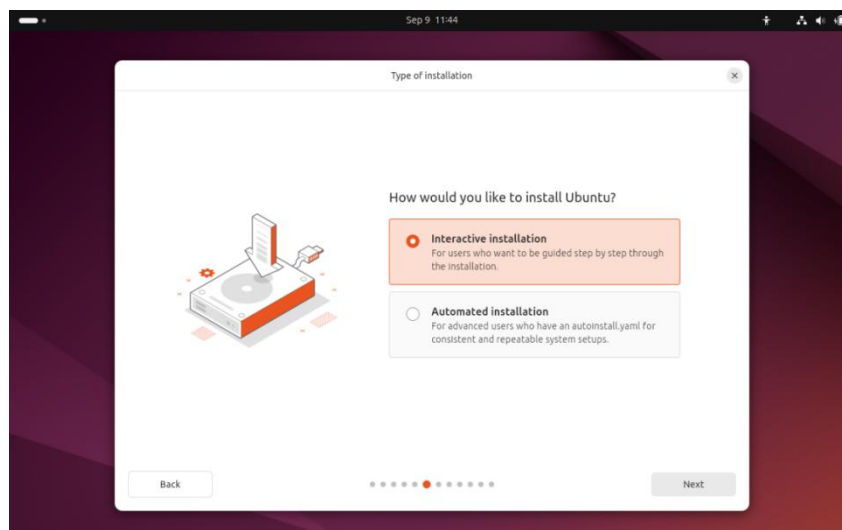 Sep 9 11:44
Type of installation
How would you like to install Ubuntu?
Interactive installation
For users who want to be guided step by step through
the installation.
Automated installation
For advanced users who have an autoinstall.yaml for
consistent and repeatable system setups.
Back
Next